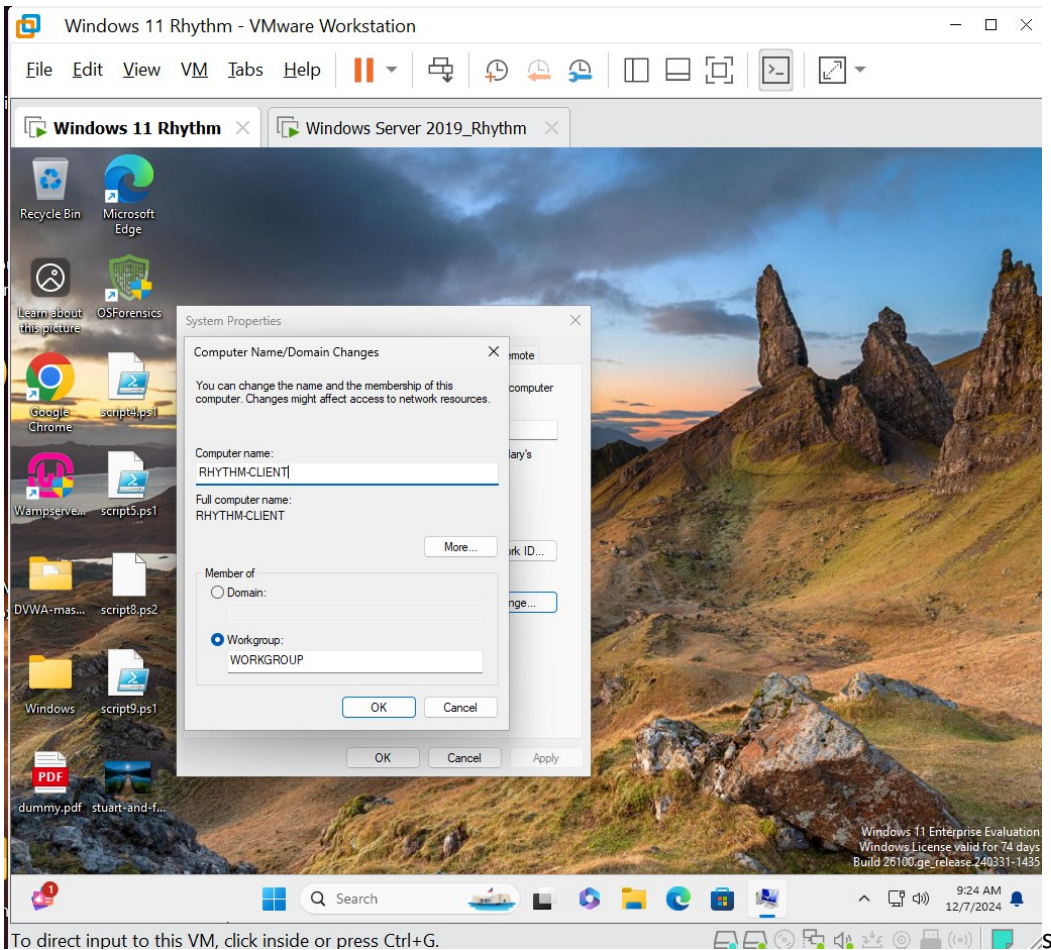 Windows 11 Rhythm - VMware Workstation
File Edit View VM Tabs Help
Windows 11 Rhythm
Windows Server 2019_Rhythm
Recycle Bin
Microsoft
Edge
Learn about
this picture
OSForensics
Google
Chrome
script4.ps1
Wampserve...
script5.ps1
DVWA-mas...
script8.ps2
Windows
script9.ps1
PDF
dummy.pdf
stuart-and-f...
System Properties
emote
computer
lary's
rk ID...
nge...
OK Cancel Apply
Computer Name/Domain Changes
You can change the name and the membership of this
computer. Changes might affect access to network resources.
Computer name:
RHYTHM-CLIENT
Full computer name:
RHYTHM-CLIENT
More...
Member of
Domain:
Workgroup:
WORKGROUP
OK Cancel
Windows 11 Enterprise Evaluation
Windows License valid for 74 days
Build 26100.ge_release.240331-1435
1
Search
9:24 AM
12/7/2024
To direct input to this VM, click inside or press Ctrl+G.